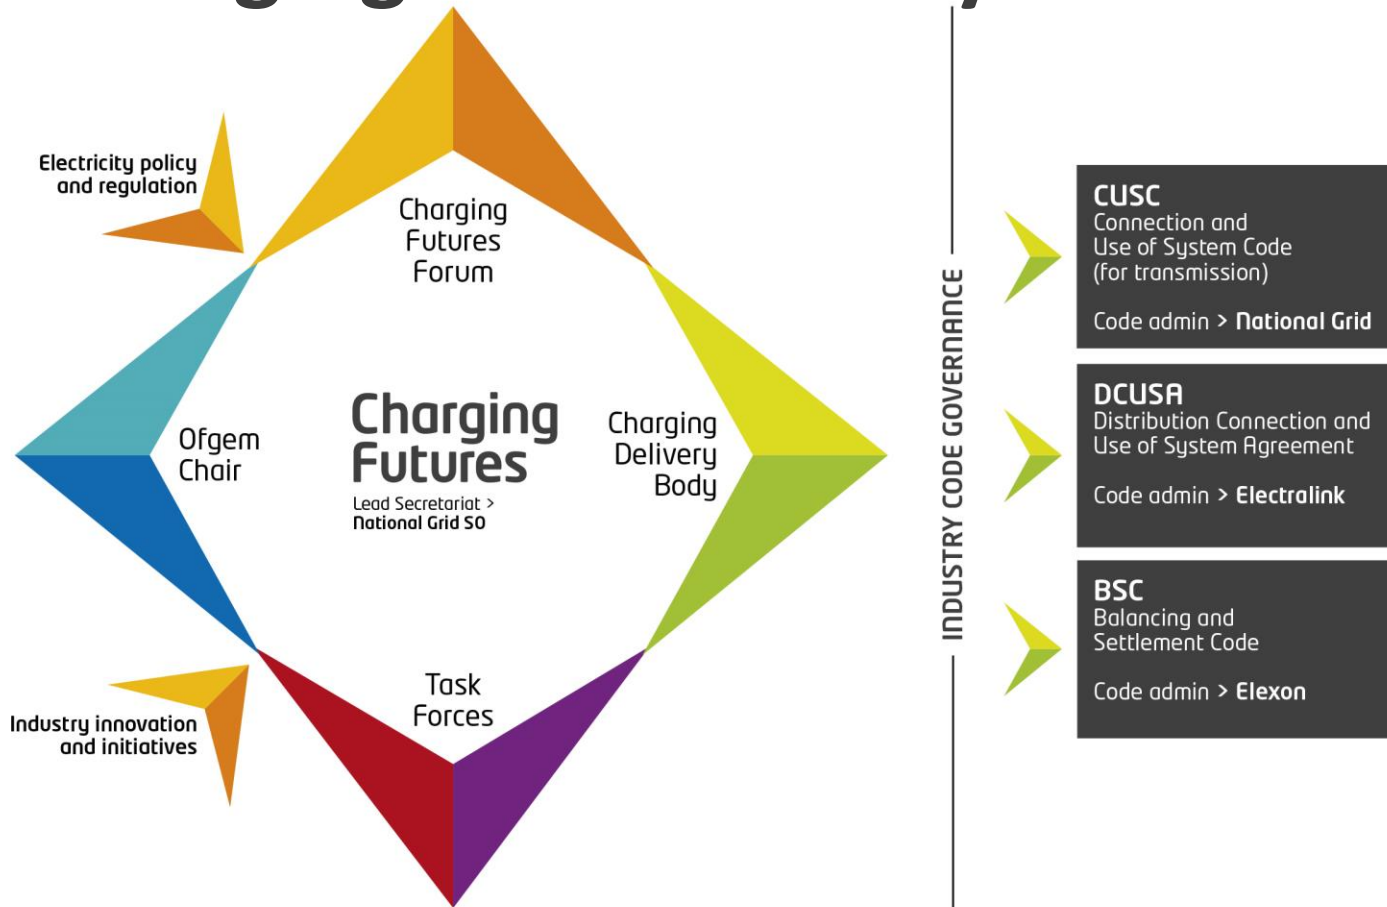 Electricity policy
and regulation
Charging
Futures
Forum
Ofgem
Chair
Charging
Futures
Lead Secretariat >
National Grid SO
Charging
Delivery
Body
Task
Forces
Industry innovation
and initiatives
INDUSTRY CODE GOVERNANCE
CUSC
Connection and
Use of System Code
(for transmission)
Code admin > National Grid
DCUSA
Distribution Connection and
Use of System Agreement
Code admin > Electralink
BSC
Balancing and
Settlement Code
Code admin > Elexon